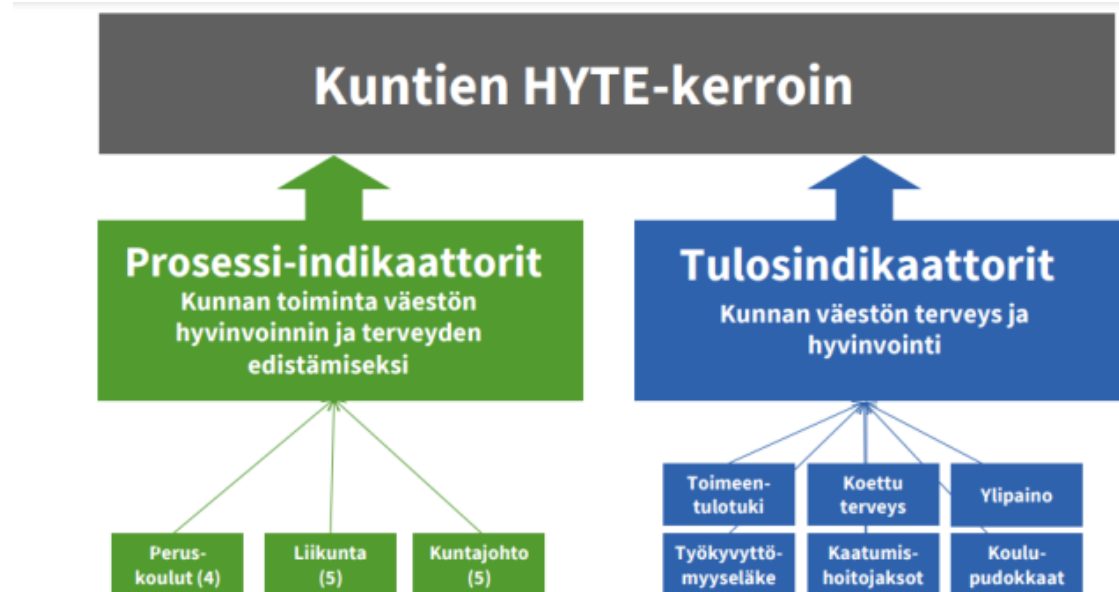 Kuntien HYTE-kerroin
Prosessi-indikaattorit
Kunnan toiminta väestön
hyvinvoinnin ja terveyden
edistämiseksi
Tulosindikaattorit
Kunnan väestön terveys ja
hyvinvointi
Perus-
koulut (4)
Liikunta
(5)
Kuntajohto
(5)
Toimeen-
tulotuki
Koettu
terveys
Ylipaino
Työkyvyttö-
myyseläke
Kaatumis-
hoitojaksot
Koulu-
pudokkaat